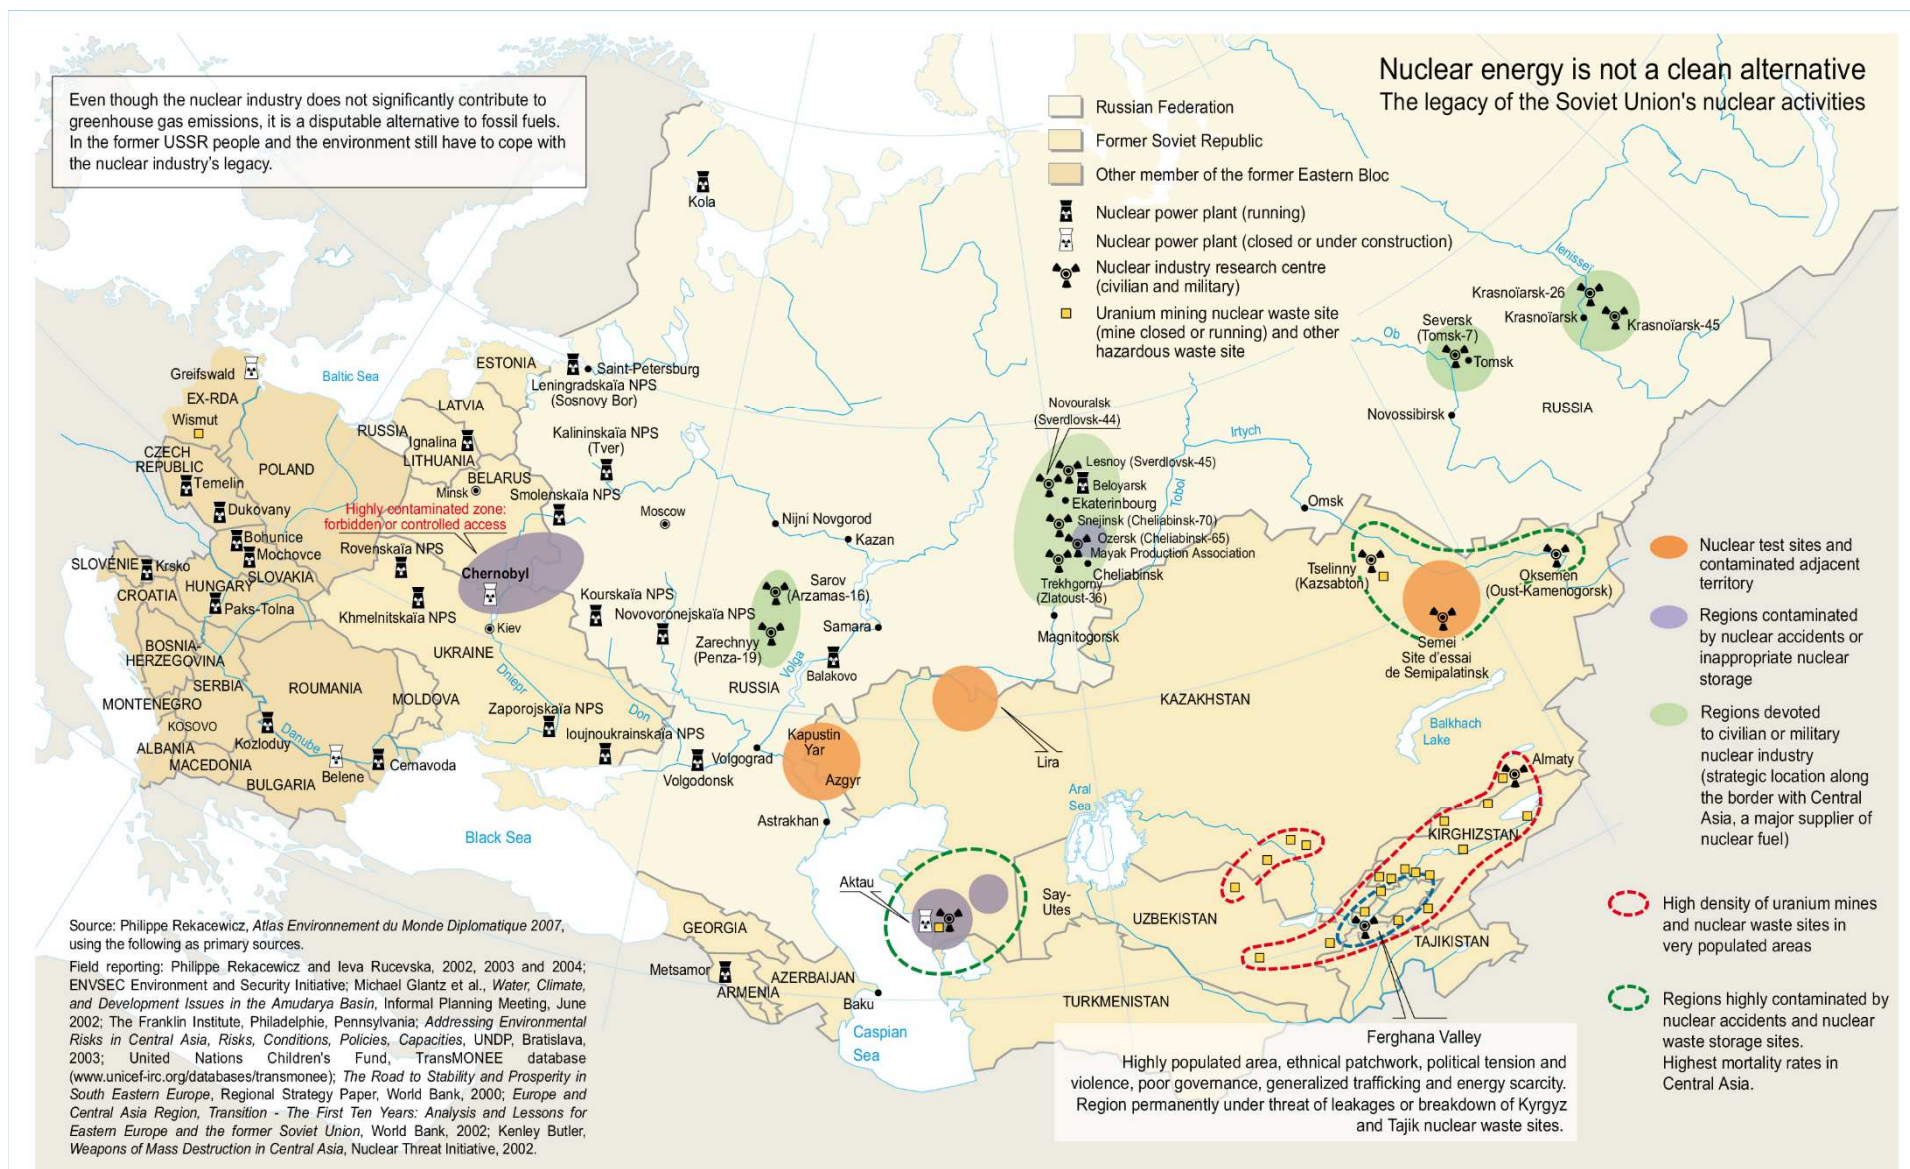 Nuclear energy is not a clean alternative
The legacy of the Soviet Union's nuclear activities
Even though the nuclear industry does not significantly contribute to
greenhouse gas emissions, it is a disputable alternative to fossil fuels.
In the former USSR people and the environment still have to cope with
the nuclear industry's legacy.
Russian Federation
Former Soviet Republic
Other member of the former Eastern Bloc
Nuclear power plant (running)
Nuclear power plant (closed or under construction)
Nuclear industry research centre
(civilian and military)
Uranium mining nuclear waste site
(mine closed or running) and other
hazardous waste site
Kola
Ienisseï
Krasnoïarsk-26
Krasnoïarsk
Krasnoïarsk-45
Ob
Seversk
(Tomsk-7)
Tomsk
Novossibirsk
RUSSIA
Greifswald
Baltic Sea
ESTONIA
Saint-Petersburg
Leningradskaïa NPS
(Sosnovy Bor)
EX-RDA
Wismut
LATVIA
RUSSIA
Ignalina
LITHUANIA
Kalininskaïa NPS
(Tver)
CZECH
REPUBLIC
Temelin
POLAND
BELARUS
Minsk
Smolenskaïa NPS
Dukovany
Highly contaminated zone:
forbidden or controlled access
Moscow
Nijni Novgorod
Kazan
Bohunice
Mochovce
Rovenskaïa NPS
SLOVÉNIE
Krsko
SLOVAKIA
HUNGARY
CROATIA
Paks-Tolna
Chernobyl
Khmelnitskaïa NPS
Kiev
Kourskaïa NPS
Novovoronejskaïa NPS
Sarov
(Arzamas-16)
Zarechnyy
(Penza-19)
Samara
Volga
Balakovo
RUSSIA
BOSNIA-
HERZEGOVINA
UKRAINE
SERBIA
ROUMANIA
MOLDOVA
Dniepr
MONTENEGRO
KOSOVO
Kozloduy
Danube
Zaporojskaïa NPS
Don
Ioujnoukrainskaïa NPS
ALBANIA
MACEDONIA
BULGARIA
Belene
Cernavoda
Volgodonsk
Volgograd
Kapustin
Yar
Azgyr
Astrakhan
Black Sea
Novouralsk
(Sverdlovsk-44)
Lesnoy (Sverdlovsk-45)
Beloyarsk
Ekaterinbourg
Snejinsk (Cheliabinsk-70)
Ozersk (Cheliabinsk-65)
Mayak Production Association
Cheliabinsk
Trekhgorny
(Zlatoust-36)
Magnitogorsk
Tobol
Irtych
Omsk
Tselinny
(Kazsabton)
Oksemen
(Oust-Kamenogorsk)
Semei
Site d'essai
de Semipalatinsk
KAZAKHSTAN
Lira
Balkhach
Lake
Aral
Sea
Almaty
KIRGHIZSTAN
Aktau
Say-
Utes
UZBEKISTAN
TAJIKISTAN
GEORGIA
Metsamor
AZERBAIJAN
ARMENIA
Baku
Caspian
Sea
TURKMENISTAN
Nuclear test sites and
contaminated adjacent
territory
Regions contaminated
by nuclear accidents or
inappropriate nuclear
storage
Regions devoted
to civilian or military
nuclear industry
(strategic location along
the border with Central
Asia, a major supplier of
nuclear fuel)
High density of uranium mines
and nuclear waste sites in
very populated areas
Regions highly contaminated by
nuclear accidents and nuclear
waste storage sites.
Highest mortality rates in
Central Asia.
Ferghana Valley
Highly populated area, ethnical patchwork, political tension and
violence, poor governance, generalized trafficking and energy scarcity.
Region permanently under threat of leakages or breakdown of Kyrgyz
and Tajik nuclear waste sites.
Source: Philippe Rekacewicz, Atlas Environnement du Monde Diplomatique 2007,
using the following as primary sources.
Field reporting: Philippe Rekacewicz and Ieva Rucevska, 2002, 2003 and 2004;
ENVSEC Environment and Security Initiative; Michael Glantz et al., Water, Climate,
and Development Issues in the Amudarya Basin, Informal Planning Meeting, June
2002; The Franklin Institute, Philadelphie, Pennsylvania; Addressing Environmental
Risks in Central Asia, Risks, Conditions, Policies, Capacities, UNDP, Bratislava,
2003; United Nations Children's Fund, TransMONEE database
(www.unicef-irc.org/databases/transmonee); The Road to Stability and Prosperity in
South Eastern Europe, Regional Strategy Paper, World Bank, 2000; Europe and
Central Asia Region, Transition - The First Ten Years: Analysis and Lessons for
Eastern Europe and the former Soviet Union, World Bank, 2002; Kenley Butler,
Weapons of Mass Destruction in Central Asia, Nuclear Threat Initiative, 2002.